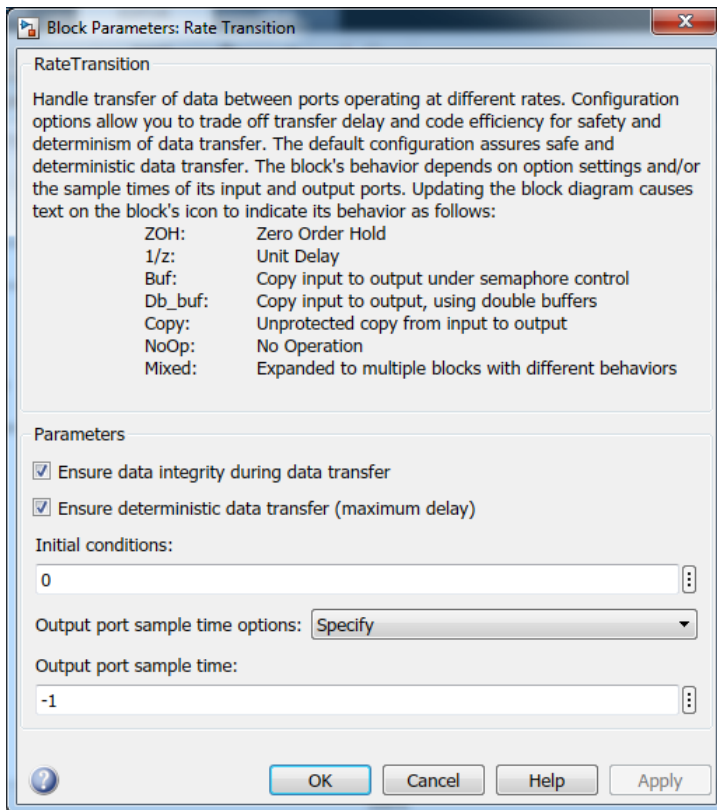 Block Parameters: Rate Transition
RateTransition
Handle transfer of data between ports operating at different rates. Configuration
options allow you to trade off transfer delay and code efficiency for safety and
determinism of data transfer. The default configuration assures safe and
deterministic data transfer. The block's behavior depends on option settings and/or
the sample times of its input and output ports. Updating the block diagram causes
text on the block's icon to indicate its behavior as follows:
ZOH: Zero Order Hold
1/z: Unit Delay
Buf: Copy input to output under semaphore control
Db_buf: Copy input to output, using double buffers
Copy: Unprotected copy from input to output
NoOp: No Operation
Mixed: Expanded to multiple blocks with different behaviors
Parameters
Ensure data integrity during data transfer
Ensure deterministic data transfer (maximum delay)
Initial conditions:
0
Output port sample time options: Specify
Output port sample time:
-1
OK Cancel Help Apply